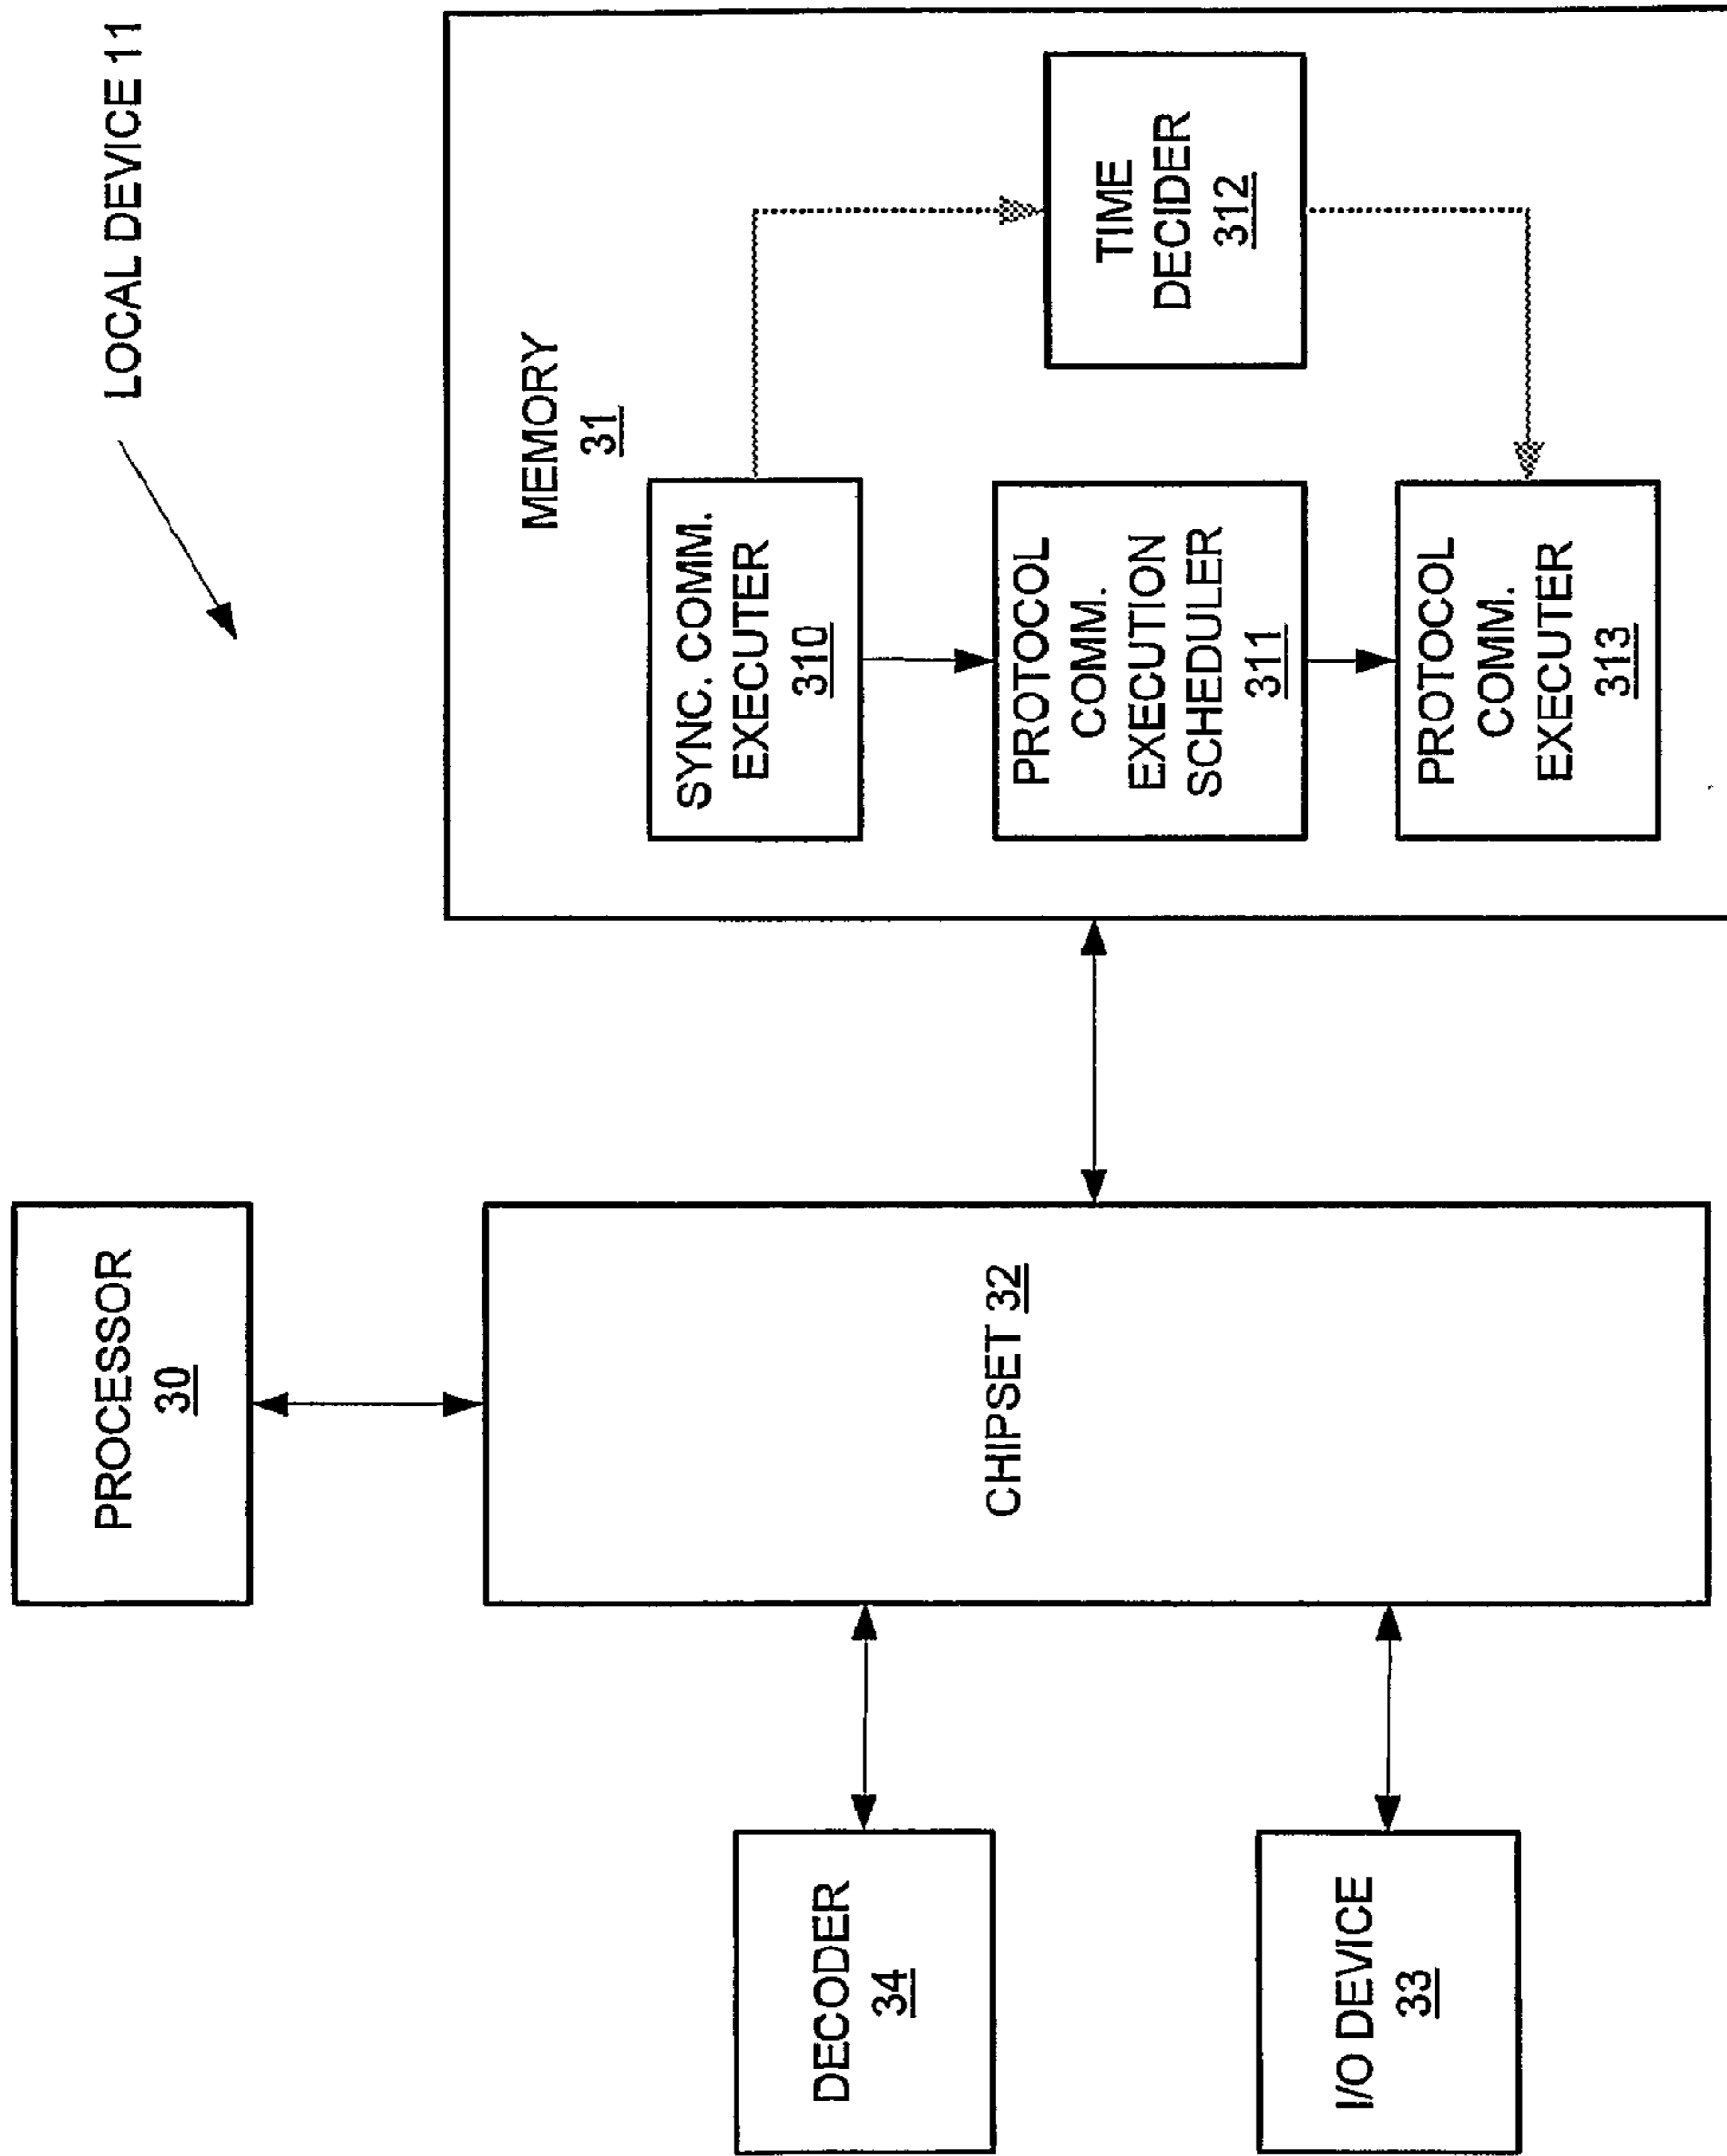 LOCAL DEVICE 11
PROCESSOR
30
MEMORY
31
SYNC. COMM.
EXECUTER
310
PROTOCOL
COMM.
EXECUTION
SCHEDULER
311
PROTOCOL
COMM.
EXECUTER
313
TIME
DECIDER
312
CHIPSET 32
DECODER
34
I/O DEVICE
33